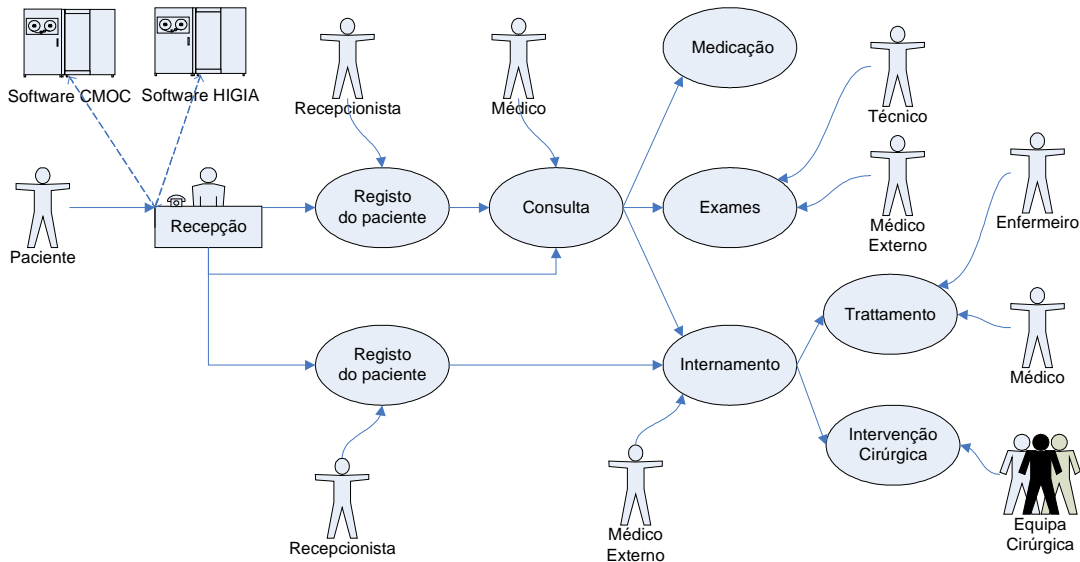 Software CMOC
Software HIGIA
Recepcionista
Médico
Medicação
Técnico
Paciente
Recepção
Registo
do paciente
Consulta
Exames
Médico
Externo
Enfermeiro
Trattamento
Médico
Registo
do paciente
Internamento
Intervenção
Cirúrgica
Recepcionista
Médico
Externo
Equipa
Cirúrgica